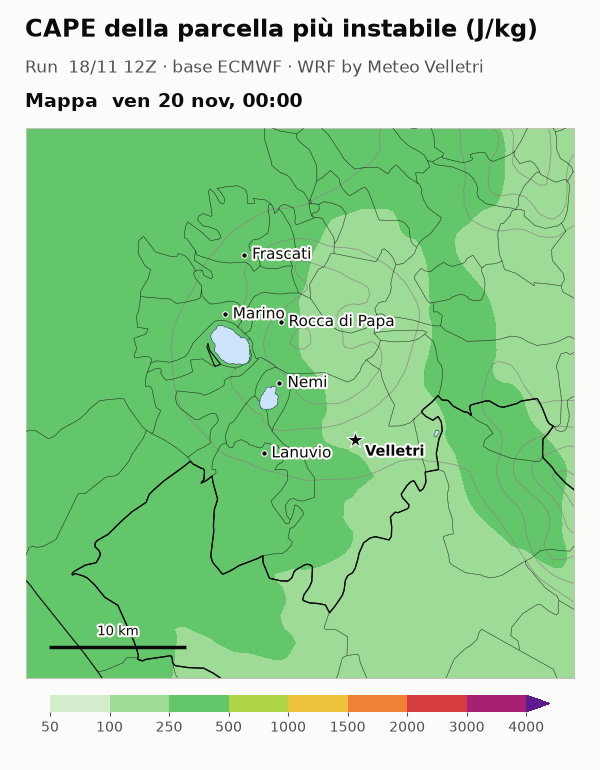 CAPE della parcella più instabile (J/kg)
Run  18/11 12Z · base ECMWF · WRF by Meteo Velletri
Mappa  ven 20 nov, 00:00
Frascati
Marino
Rocca di Papa
Nemi
Velletri
Lanuvio
10 km
50 100 250 500 1000 1500 2000 3000 4000